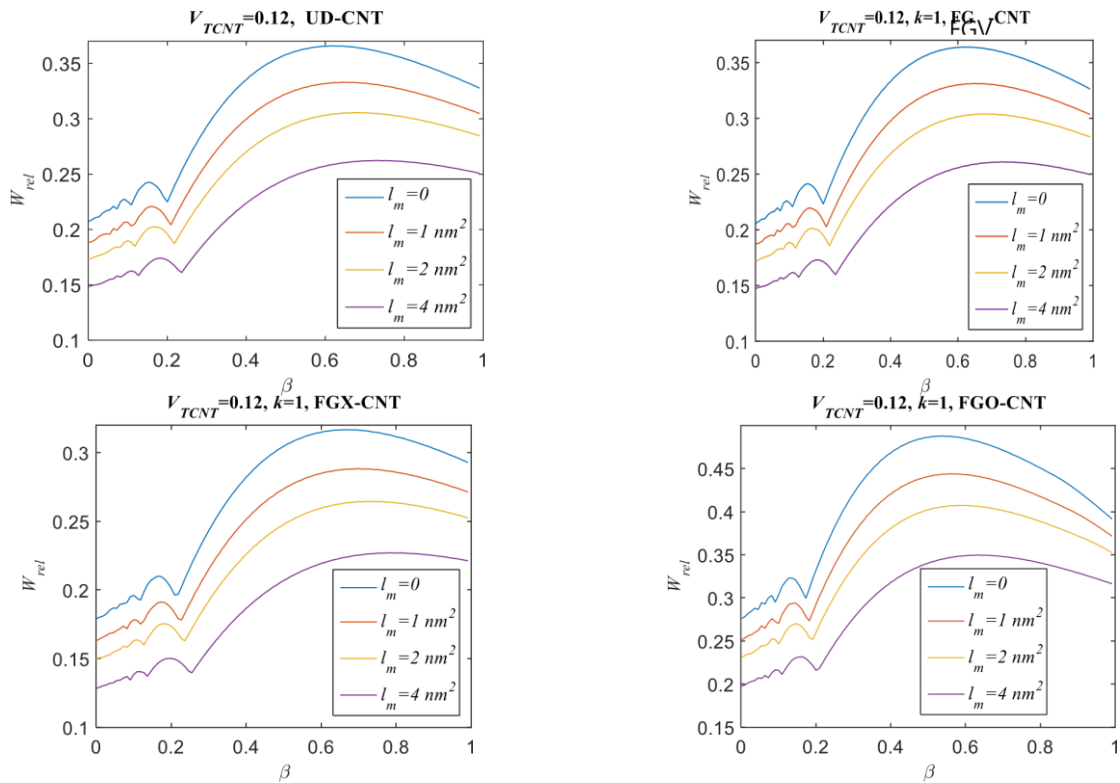 V_TCNT=0.12, UD-CNT
W_rel
0.35
0.3
0.25
0.2
0.15
0.1
0 0.2 0.4 0.6 0.8 1
β
l_m=0
l_m=1 nm²
l_m=2 nm²
l_m=4 nm²
V_TCNT=0.12, k=1, FG -CNT
FGV
W_rel
0.35
0.3
0.25
0.2
0.15
0.1
0 0.2 0.4 0.6 0.8 1
β
l_m=0
l_m=1 nm²
l_m=2 nm²
l_m=4 nm²
V_TCNT=0.12, k=1, FGX-CNT
W_rel
0.3
0.25
0.2
0.15
0.1
0 0.2 0.4 0.6 0.8 1
β
l_m=0
l_m=1 nm²
l_m=2 nm²
l_m=4 nm²
V_TCNT=0.12, k=1, FGO-CNT
W_rel
0.45
0.4
0.35
0.3
0.25
0.2
0.15
0 0.2 0.4 0.6 0.8 1
β
l_m=0
l_m=1 nm²
l_m=2 nm²
l_m=4 nm²